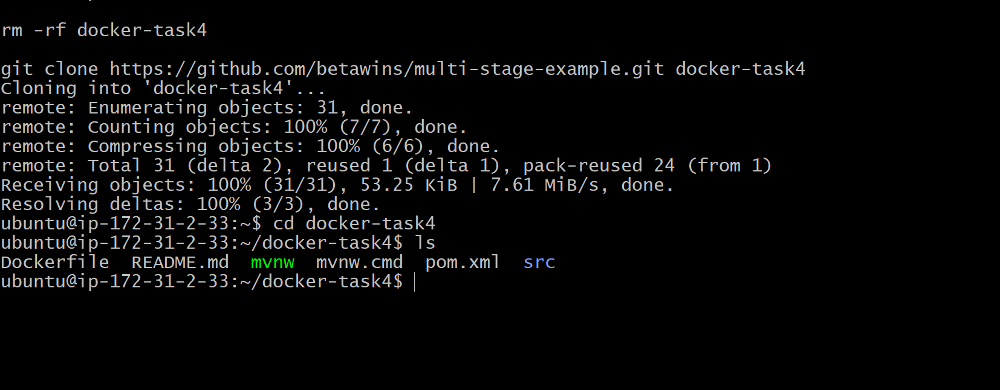 rm -rf docker-task4
git clone https://github.com/betawins/multi-stage-example.git docker-task4
Cloning into 'docker-task4'...
remote: Enumerating objects: 31, done.
remote: Counting objects: 100% (7/7), done.
remote: Compressing objects: 100% (6/6), done.
remote: Total 31 (delta 2), reused 1 (delta 1), pack-reused 24 (from 1)
Receiving objects: 100% (31/31), 53.25 KiB | 7.61 MiB/s, done.
Resolving deltas: 100% (3/3), done.
ubuntu@ip-172-31-2-33:~$ cd docker-task4
ubuntu@ip-172-31-2-33:~/docker-task4$ ls
Dockerfile  README.md  mvnw  mvnw.cmd  pom.xml  src
ubuntu@ip-172-31-2-33:~/docker-task4$